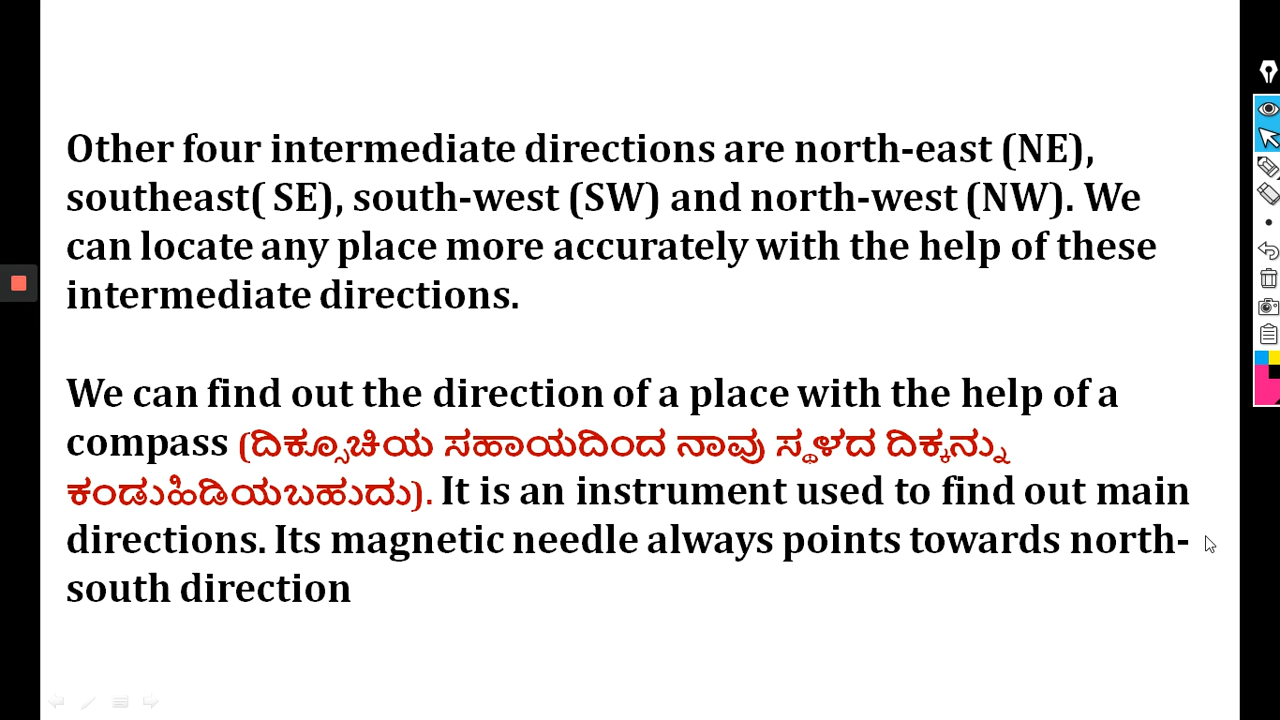 Other four intermediate directions are north-east (NE),
southeast( SE), south-west (SW) and north-west (NW). We
can locate any place more accurately with the help of these
intermediate directions.
We can find out the direction of a place with the help of a
compass (ದಿಕ್ಸೂಚಿಯ ಸಹಾಯದಿಂದ ನಾವು ಸ್ಥಳದ ದಿಕ್ಕನ್ನು
ಕಂಡುಹಿಡಿಯಬಹುದು). It is an instrument used to find out main
directions. Its magnetic needle always points towards north-
south direction